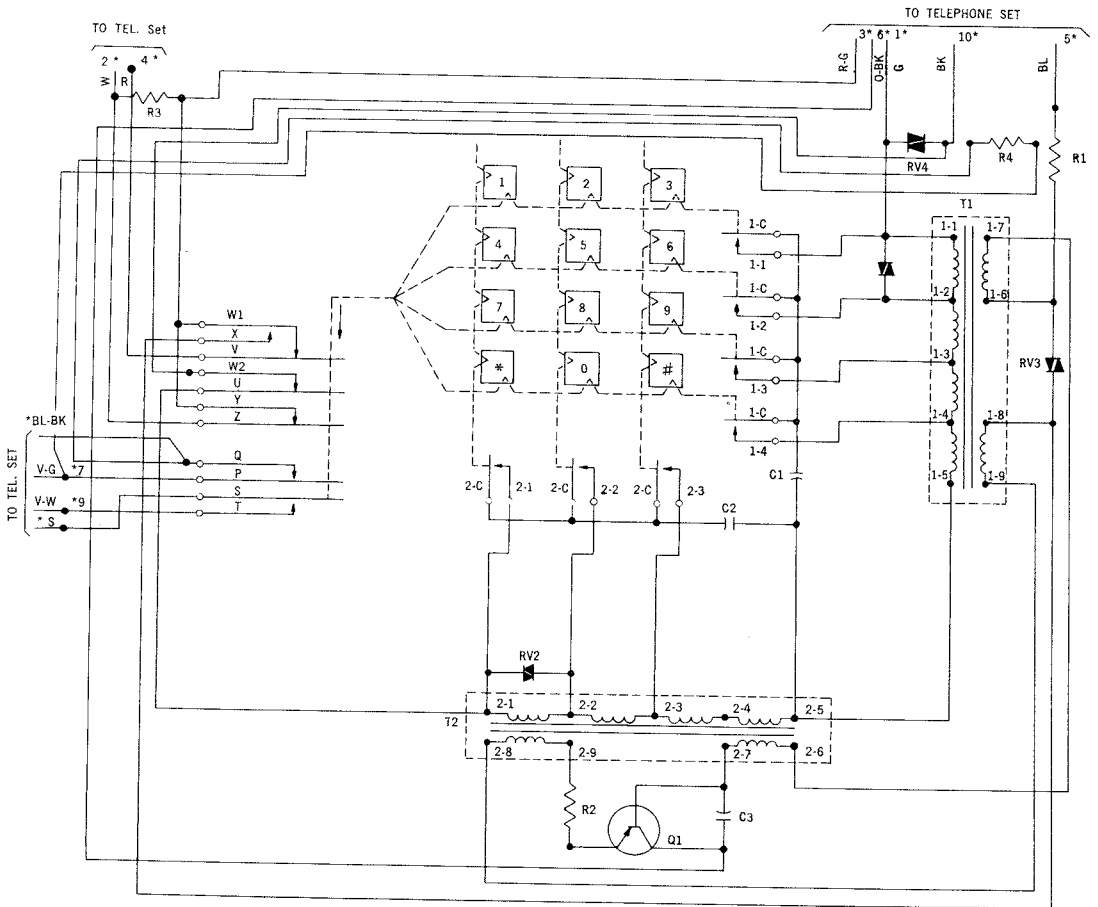 TO TELEPHONE SET
TO TEL. Set
3* 6* 1* 10* 5*
2* 4*
W R
R-G O-BK G BK BL
R3
RV4 R4 R1
T1
1 2 3
1-C 1-1 1-7
4 5 6
1-1
1-C 1-2 1-6
7 8 9
1-2
W1
X
V
1-C 1-3 RV3
* 0 #
W2
1-3
U
Y
Z
1-C 1-4 1-8
*BL-BK
1-4
Q
V-G *7 P
C1 1-5 1-9
TO TEL. SET
S
2-C 2-1 2-C 2-2 2-C 2-3
V-W *9 T
* S
C2
RV2
2-1 2-2 2-3 2-4 2-5
T2
2-8 2-9 2-7 2-6
R2 C3
Q1